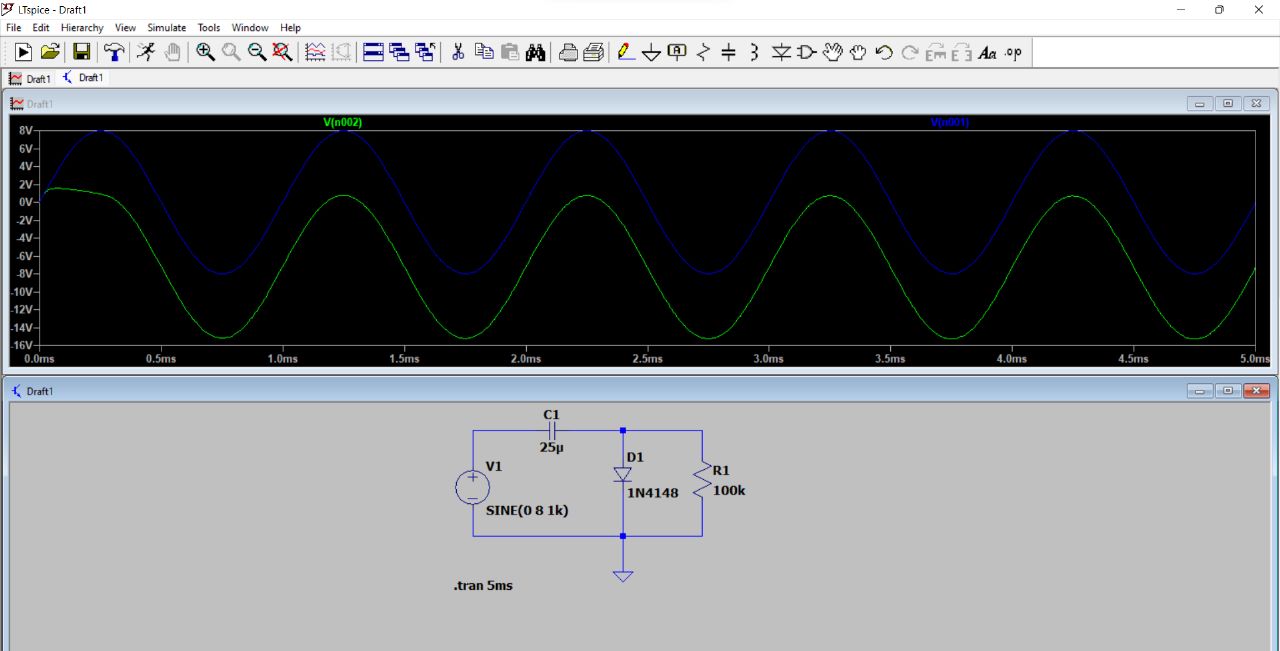 LTspice - Draft1
File Edit Hierarchy View Simulate Tools Window Help
Aa .op
Draft1 Draft1
Draft1
V(n002) V(n001)
8V
6V
4V
2V
0V
-2V
-4V
-6V
-8V
-10V
-12V
-14V
-16V
0.0ms 0.5ms 1.0ms 1.5ms 2.0ms 2.5ms 3.0ms 3.5ms 4.0ms 4.5ms 5.0ms
Draft1
C1
25µ
V1
SINE(0 8 1k)
D1
1N4148
R1
100k
.tran 5ms